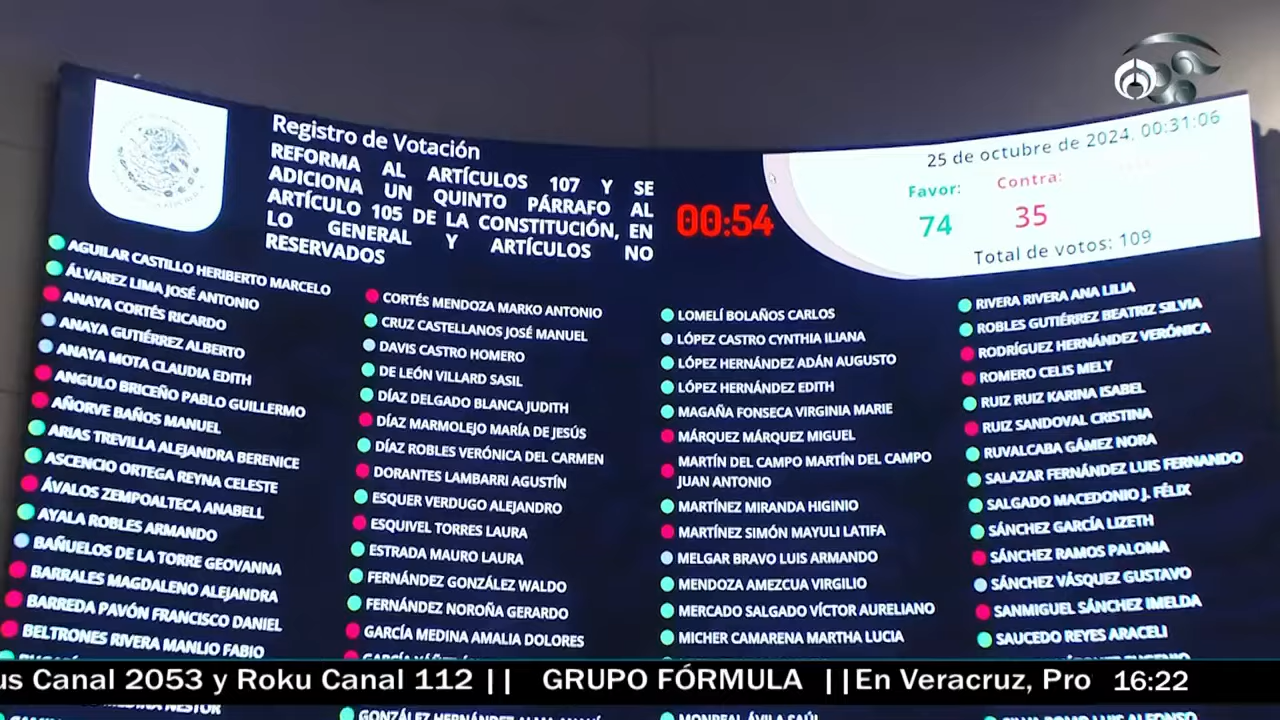 Registro de Votación
REFORMA AL ARTÍCULOS 107 Y SE
ADICIONA UN QUINTO PÁRRAFO AL
ARTÍCULO 105 DE LA CONSTITUCIÓN, EN
LO GENERAL Y ARTÍCULOS NO
RESERVADOS
00:54
25 de octubre de 2024, 00:31:06
Favor: Contra:
74 35
Total de votos: 109
AGUILAR CASTILLO HERIBERTO MARCELO
ÁLVAREZ LIMA JOSÉ ANTONIO
ANAYA CORTÉS RICARDO
ANAYA GUTIÉRREZ ALBERTO
ANAYA MOTA CLAUDIA EDITH
ANGULO BRICEÑO PABLO GUILLERMO
AÑORVE BAÑOS MANUEL
ARIAS TREVILLA ALEJANDRA BERENICE
ASCENCIO ORTEGA REYNA CELESTE
ÁVALOS ZEMPOALTECA ANABELL
AYALA ROBLES ARMANDO
BAÑUELOS DE LA TORRE GEOVANNA
BARRALES MAGDALENO ALEJANDRA
BARREDA PAVÓN FRANCISCO DANIEL
BELTRONES RIVERA MANLIO FABIO
CORTÉS MENDOZA MARKO ANTONIO
CRUZ CASTELLANOS JOSÉ MANUEL
DAVIS CASTRO HOMERO
DE LEÓN VILLARD SASIL
DÍAZ DELGADO BLANCA JUDITH
DÍAZ MARMOLEJO MARÍA DE JESÚS
DÍAZ ROBLES VERÓNICA DEL CARMEN
DORANTES LAMBARRI AGUSTÍN
ESQUER VERDUGO ALEJANDRO
ESQUIVEL TORRES LAURA
ESTRADA MAURO LAURA
FERNÁNDEZ GONZÁLEZ WALDO
FERNÁNDEZ NOROÑA GERARDO
GARCÍA MEDINA AMALIA DOLORES
LOMELÍ BOLAÑOS CARLOS
LÓPEZ CASTRO CYNTHIA ILIANA
LÓPEZ HERNÁNDEZ ADÁN AUGUSTO
LÓPEZ HERNÁNDEZ EDITH
MAGAÑA FONSECA VIRGINIA MARIE
MÁRQUEZ MÁRQUEZ MIGUEL
MARTÍN DEL CAMPO MARTÍN DEL CAMPO
JUAN ANTONIO
MARTÍNEZ MIRANDA HIGINIO
MARTÍNEZ SIMÓN MAYULI LATIFA
MELGAR BRAVO LUIS ARMANDO
MENDOZA AMEZCUA VIRGILIO
MERCADO SALGADO VÍCTOR AURELIANO
MICHER CAMARENA MARTHA LUCIA
RIVERA RIVERA ANA LILIA
ROBLES GUTIÉRREZ BEATRIZ SILVIA
RODRÍGUEZ HERNÁNDEZ VERÓNICA
ROMERO CELIS MELY
RUIZ RUIZ KARINA ISABEL
RUIZ SANDOVAL CRISTINA
RUVALCABA GÁMEZ NORA
SALAZAR FERNÁNDEZ LUIS FERNANDO
SALGADO MACEDONIO J. FÉLIX
SÁNCHEZ GARCÍA LIZETH
SÁNCHEZ RAMOS PALOMA
SÁNCHEZ VÁSQUEZ GUSTAVO
SANMIGUEL SÁNCHEZ IMELDA
SAUCEDO REYES ARACELI
us Canal 2053 y Roku Canal 112 || GRUPO FÓRMULA ||En Veracruz, Pro 16:22